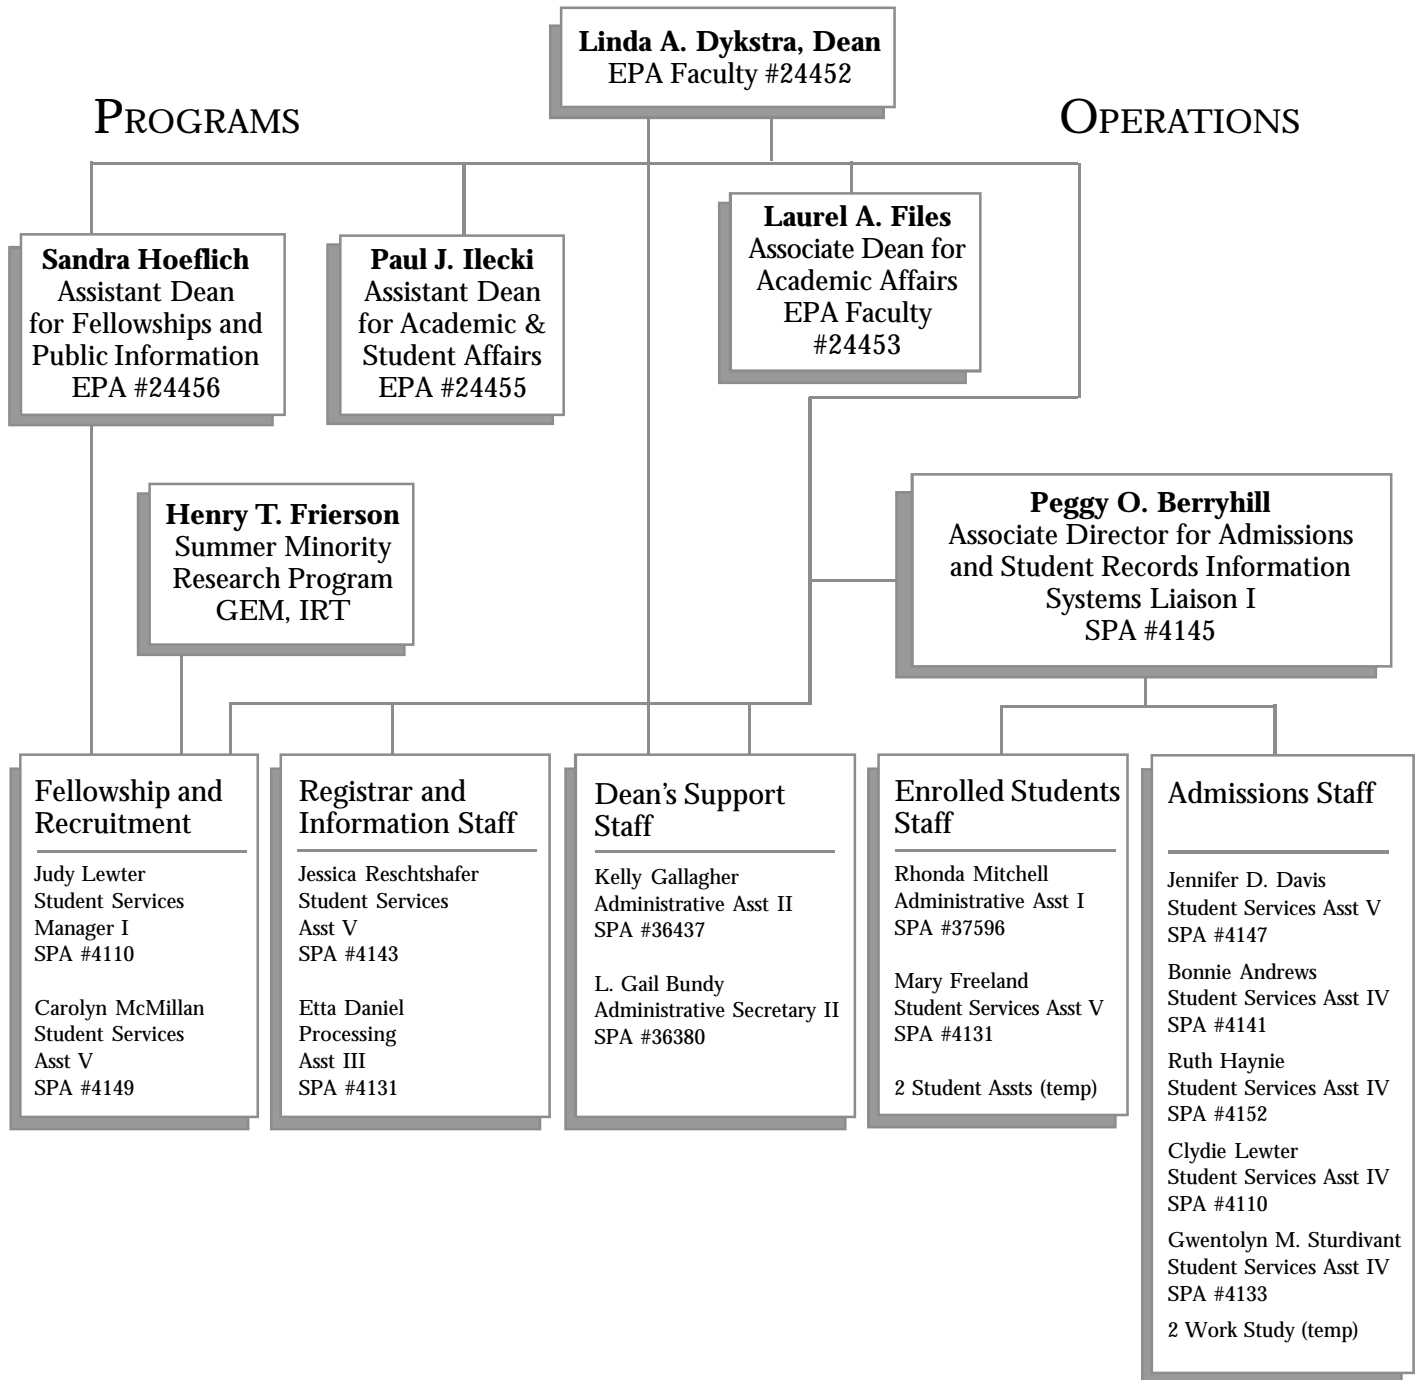 Linda A. Dykstra, Dean
EPA Faculty #24452
PROGRAMS
OPERATIONS
Sandra Hoeflich
Assistant Dean
for Fellowships and
Public Information
EPA #24456
Paul J. Ilecki
Assistant Dean
for Academic &
Student Affairs
EPA #24455
Laurel A. Files
Associate Dean for
Academic Affairs
EPA Faculty
#24453
Henry T. Frierson
Summer Minority
Research Program
GEM, IRT
Peggy O. Berryhill
Associate Director for Admissions
and Student Records Information
Systems Liaison I
SPA #4145
Fellowship and
Recruitment
Judy Lewter
Student Services
Manager I
SPA #4110
Carolyn McMillan
Student Services
Asst V
SPA #4149
Registrar and
Information Staff
Jessica Reschtshafer
Student Services
Asst V
SPA #4143
Etta Daniel
Processing
Asst III
SPA #4131
Dean's Support
Staff
Kelly Gallagher
Administrative Asst II
SPA #36437
L. Gail Bundy
Administrative Secretary II
SPA #36380
Enrolled Students
Staff
Rhonda Mitchell
Administrative Asst I
SPA #37596
Mary Freeland
Student Services Asst V
SPA #4131
2 Student Assts (temp)
Admissions Staff
Jennifer D. Davis
Student Services Asst V
SPA #4147
Bonnie Andrews
Student Services Asst IV
SPA #4141
Ruth Haynie
Student Services Asst IV
SPA #4152
Clydie Lewter
Student Services Asst IV
SPA #4110
Gwentolyn M. Sturdivant
Student Services Asst IV
SPA #4133
2 Work Study (temp)